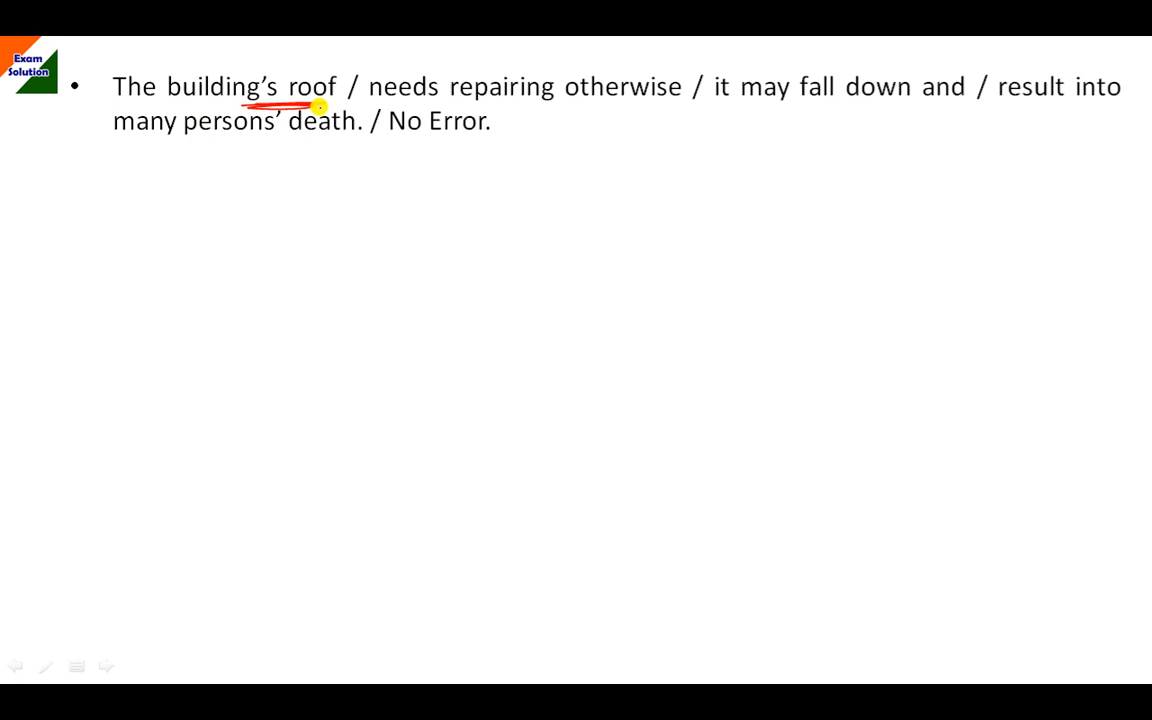 Exam
Solution
• The building’s roof / needs repairing otherwise / it may fall down and / result into
many persons’ death. / No Error.